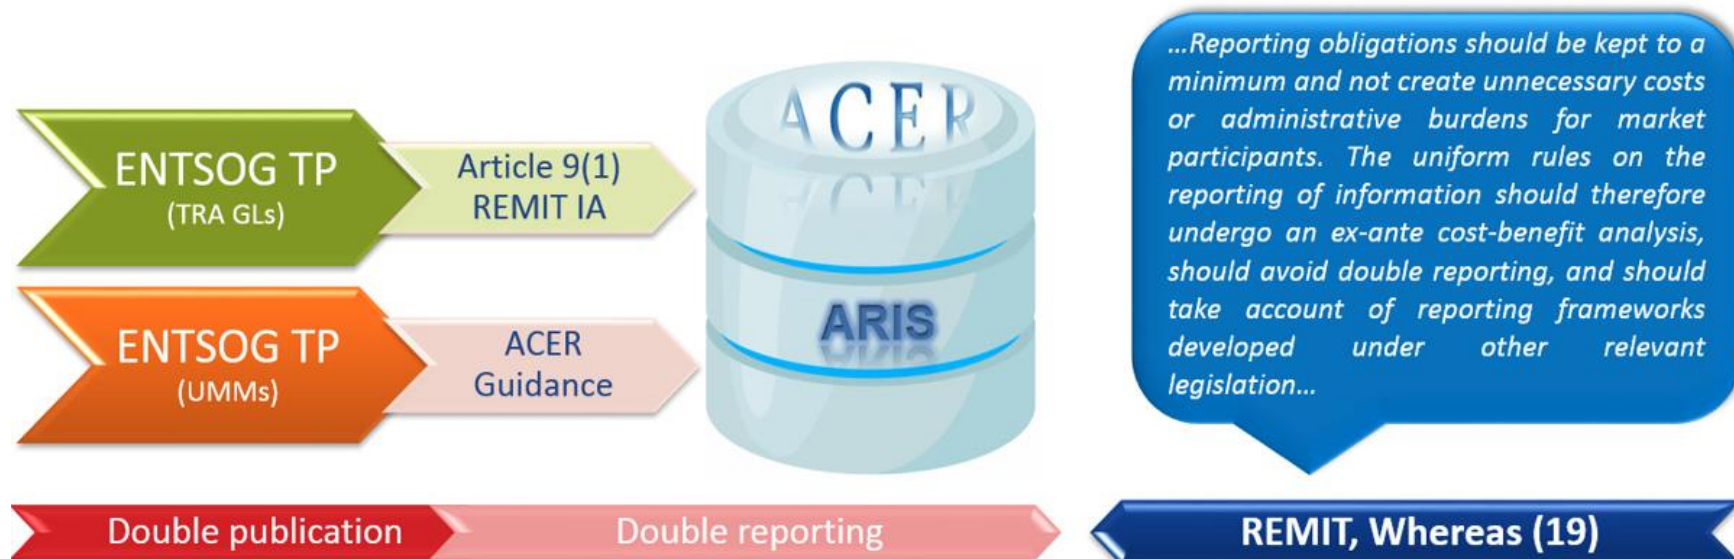 ENTSOG TP
(TRA GLs)
Article 9(1)
REMIT IA
ENTSOG TP
(UMMs)
ACER
Guidance
ACER
ARIS
...Reporting obligations should be kept to a
minimum and not create unnecessary costs
or administrative burdens for market
participants. The uniform rules on the
reporting of information should therefore
undergo an ex-ante cost-benefit analysis,
should avoid double reporting, and should
take account of reporting frameworks
developed under other relevant
legislation...
Double publication
Double reporting
REMIT, Whereas (19)